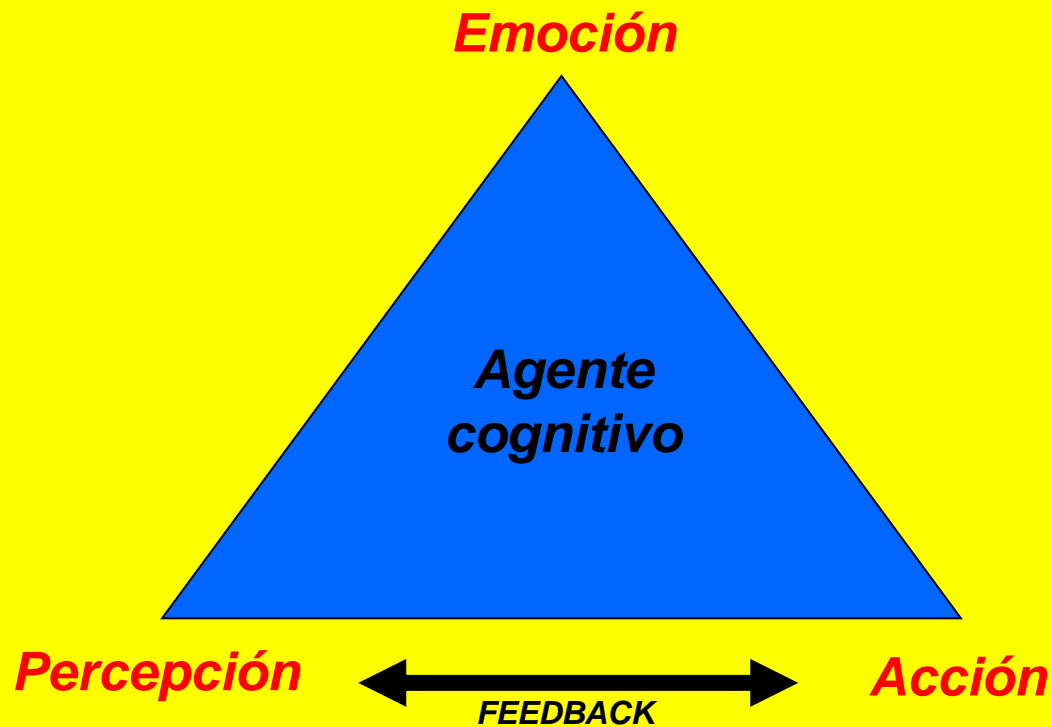 Emoción
Agente
cognitivo
Percepción
Acción
FEEDBACK